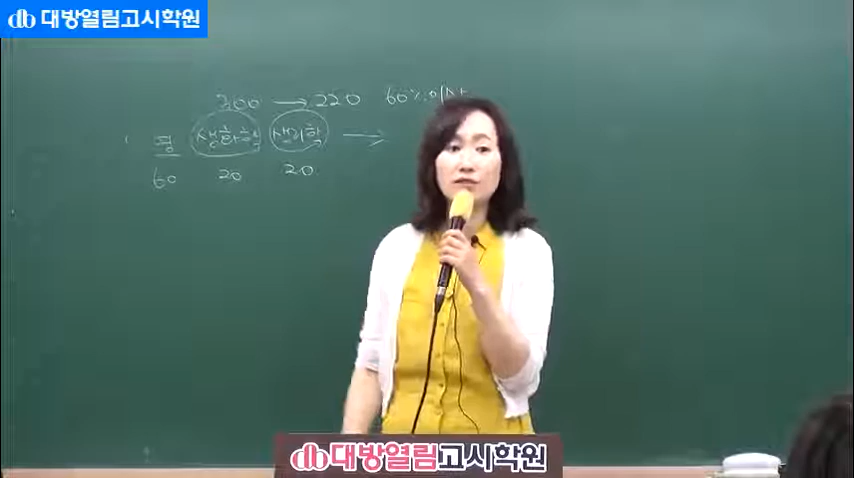 db 대방열림고시학원
200 → 220 60%이상
평 생화학 생리학 →
60 20 20
db 대방열림고시학원